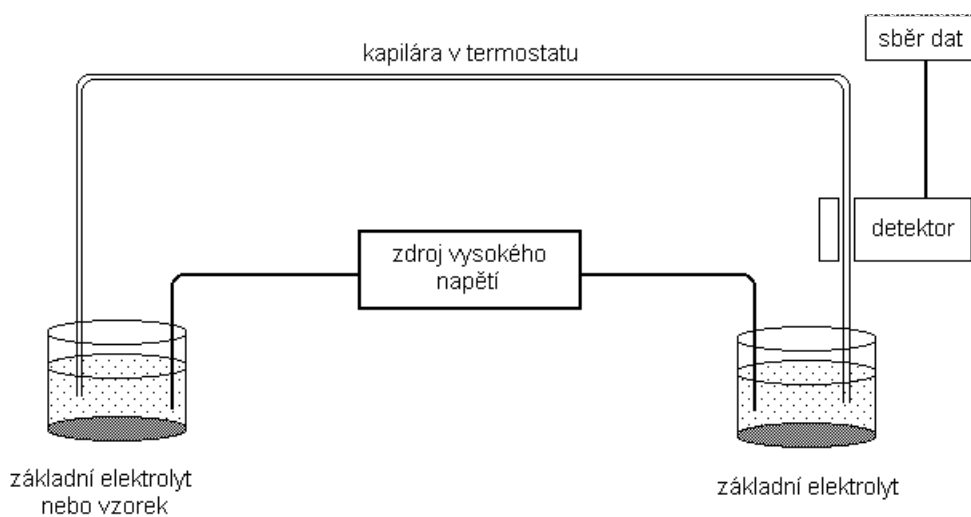 sběr dat
kapilára v termostatu
detektor
zdroj vysokého
napětí
základní elektrolyt
nebo vzorek
základní elektrolyt